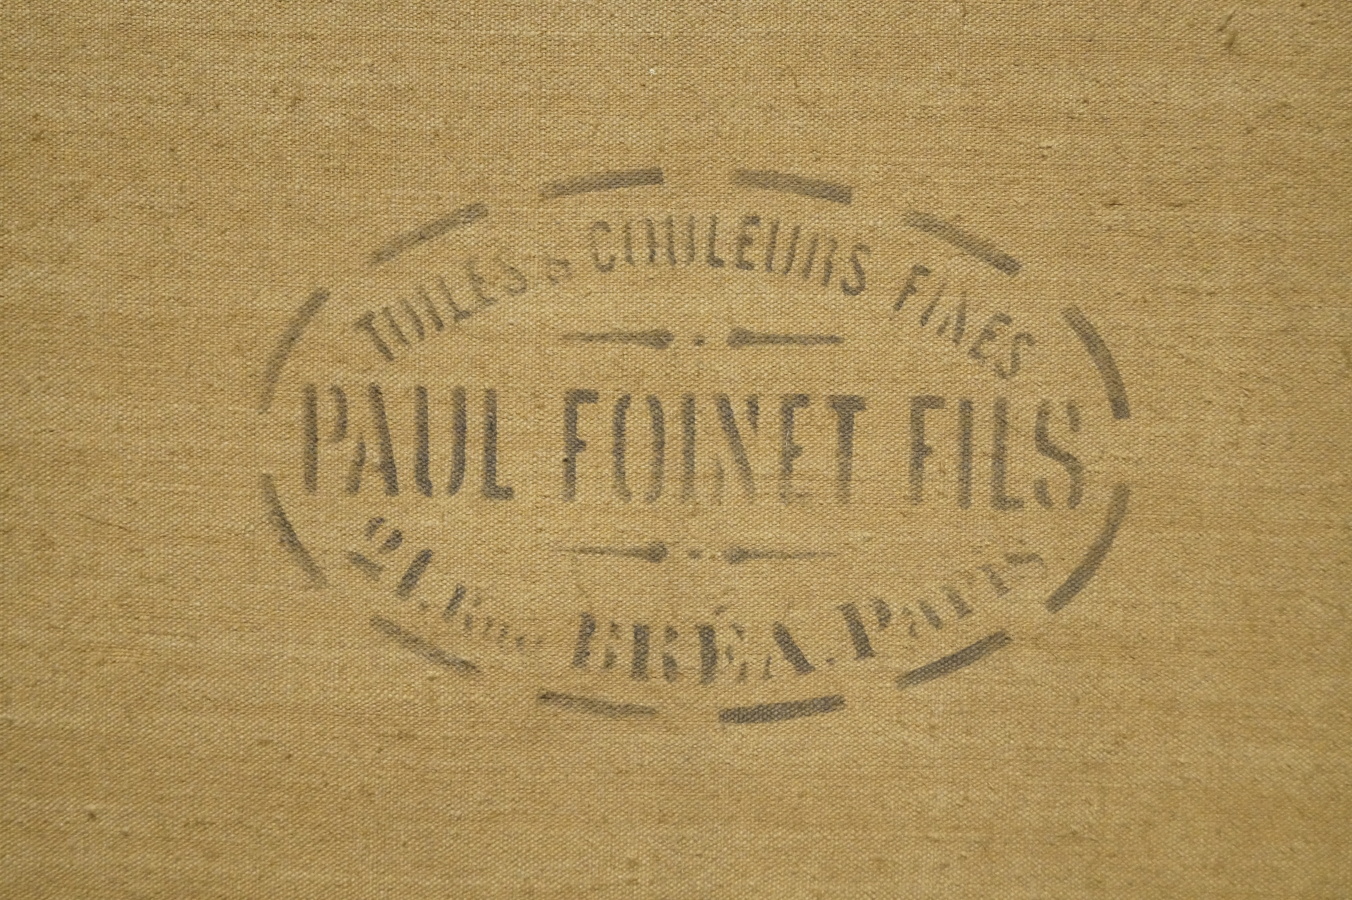 TOILES & COULEURS FINES
PAUL FOINET FILS
21, Rue BRÉA, PARIS